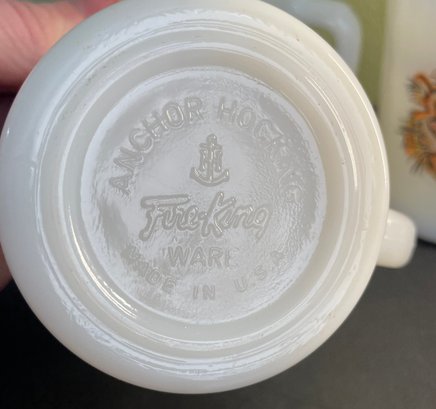 ANCHOR HOCKING
Fire-King
WARE
MADE IN U.S.A.